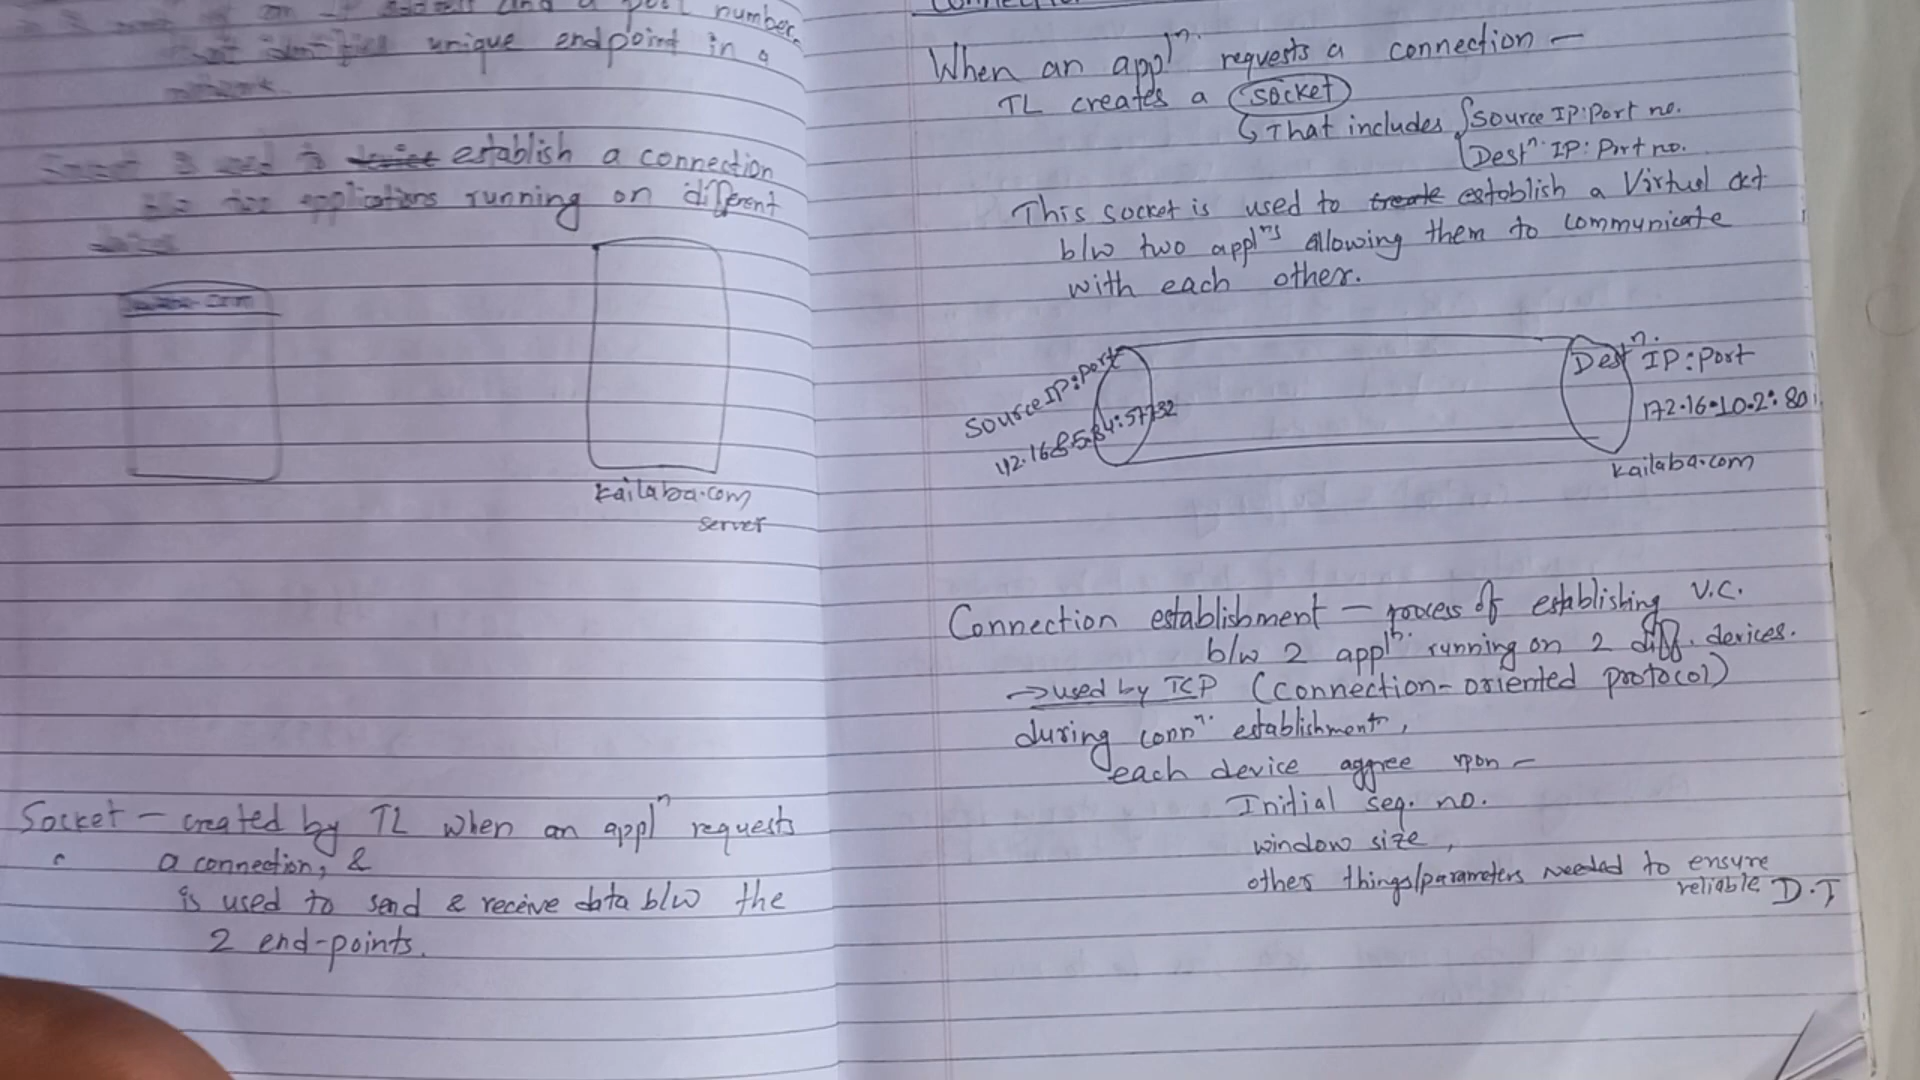 and a port number
unique endpoint in a
establish a connection
applications running on different
kailaba.com
server
Socket — created by TL when an appl^n requests
a connection, &
is used to send & receive data b/w the
2 end-points.
When an appl^n. requests a connection —
TL creates a socket
↳ That includes { Source IP:Port no.
Dest^n. IP: Port no.
This socket is used to create establish a Virtual ckt
b/w two appl^ns allowing them to communicate
with each other.
Source IP:Port
Dest^n. IP:Port
172.16.10.2:80
kailaba.com
Connection establishment — process of establishing V.C.
b/w 2 appl^n. running on 2 diff. devices.
→ used by TCP (connection-oriented protocol)
during conn^n. establishment,
each device aggree upon —
Initial seq. no.
window size,
other things/parameters needed to ensure
reliable D.T